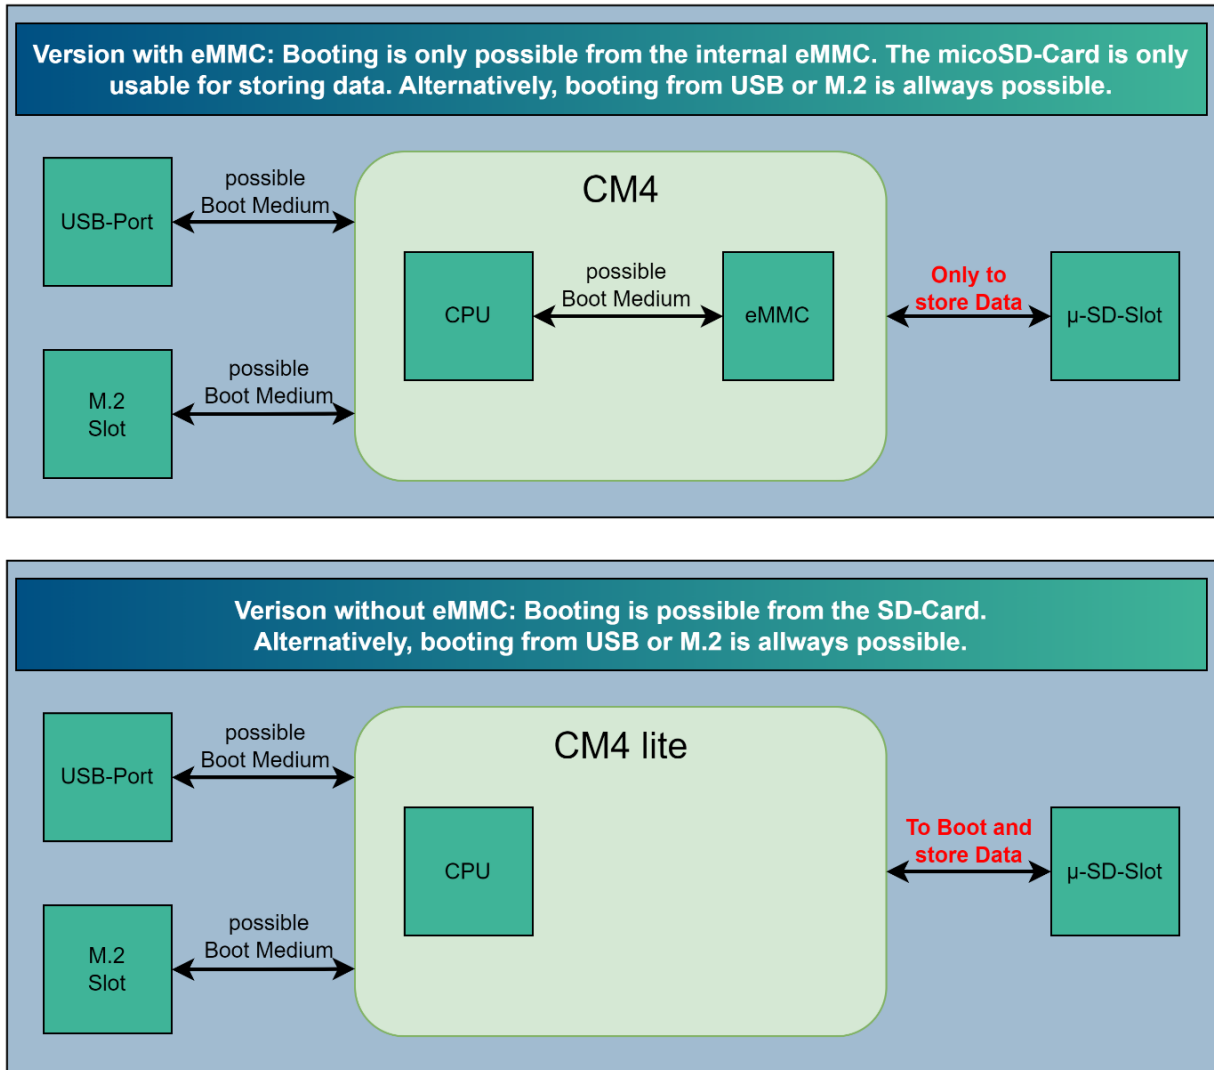 Version with eMMC: Booting is only possible from the internal eMMC. The micoSD-Card is only
usable for storing data. Alternatively, booting from USB or M.2 is allways possible.
USB-Port
possible
Boot Medium
M.2
Slot
possible
Boot Medium
CM4
CPU
possible
Boot Medium
eMMC
Only to
store Data
µ-SD-Slot
Verison without eMMC: Booting is possible from the SD-Card.
Alternatively, booting from USB or M.2 is allways possible.
USB-Port
possible
Boot Medium
M.2
Slot
possible
Boot Medium
CM4 lite
CPU
To Boot and
store Data
µ-SD-Slot